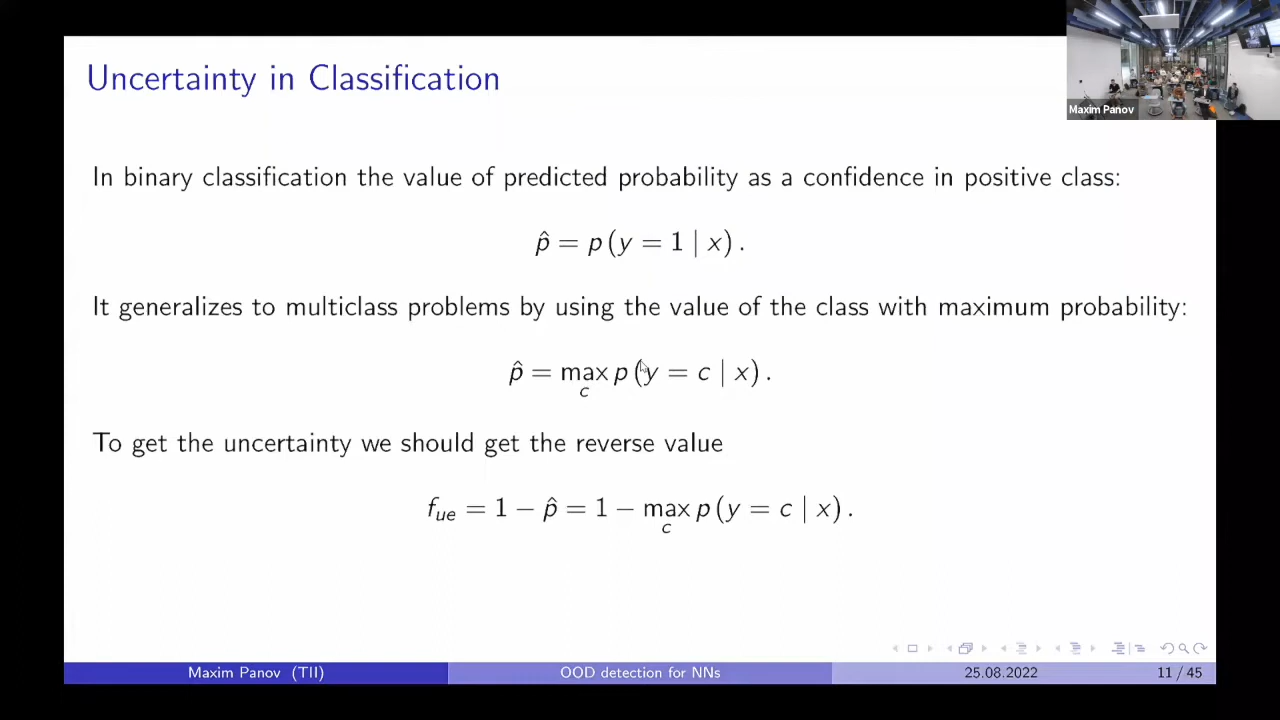 Uncertainty in Classification
Maxim Panov
In binary classification the value of predicted probability as a confidence in positive class:
p̂ = p (y = 1 | x) .
It generalizes to multiclass problems by using the value of the class with maximum probability:
p̂ = max p (y = c | x) .
c
To get the uncertainty we should get the reverse value
f_ue = 1 − p̂ = 1 − max p (y = c | x) .
c
Maxim Panov (TII) OOD detection for NNs 25.08.2022 11 / 45